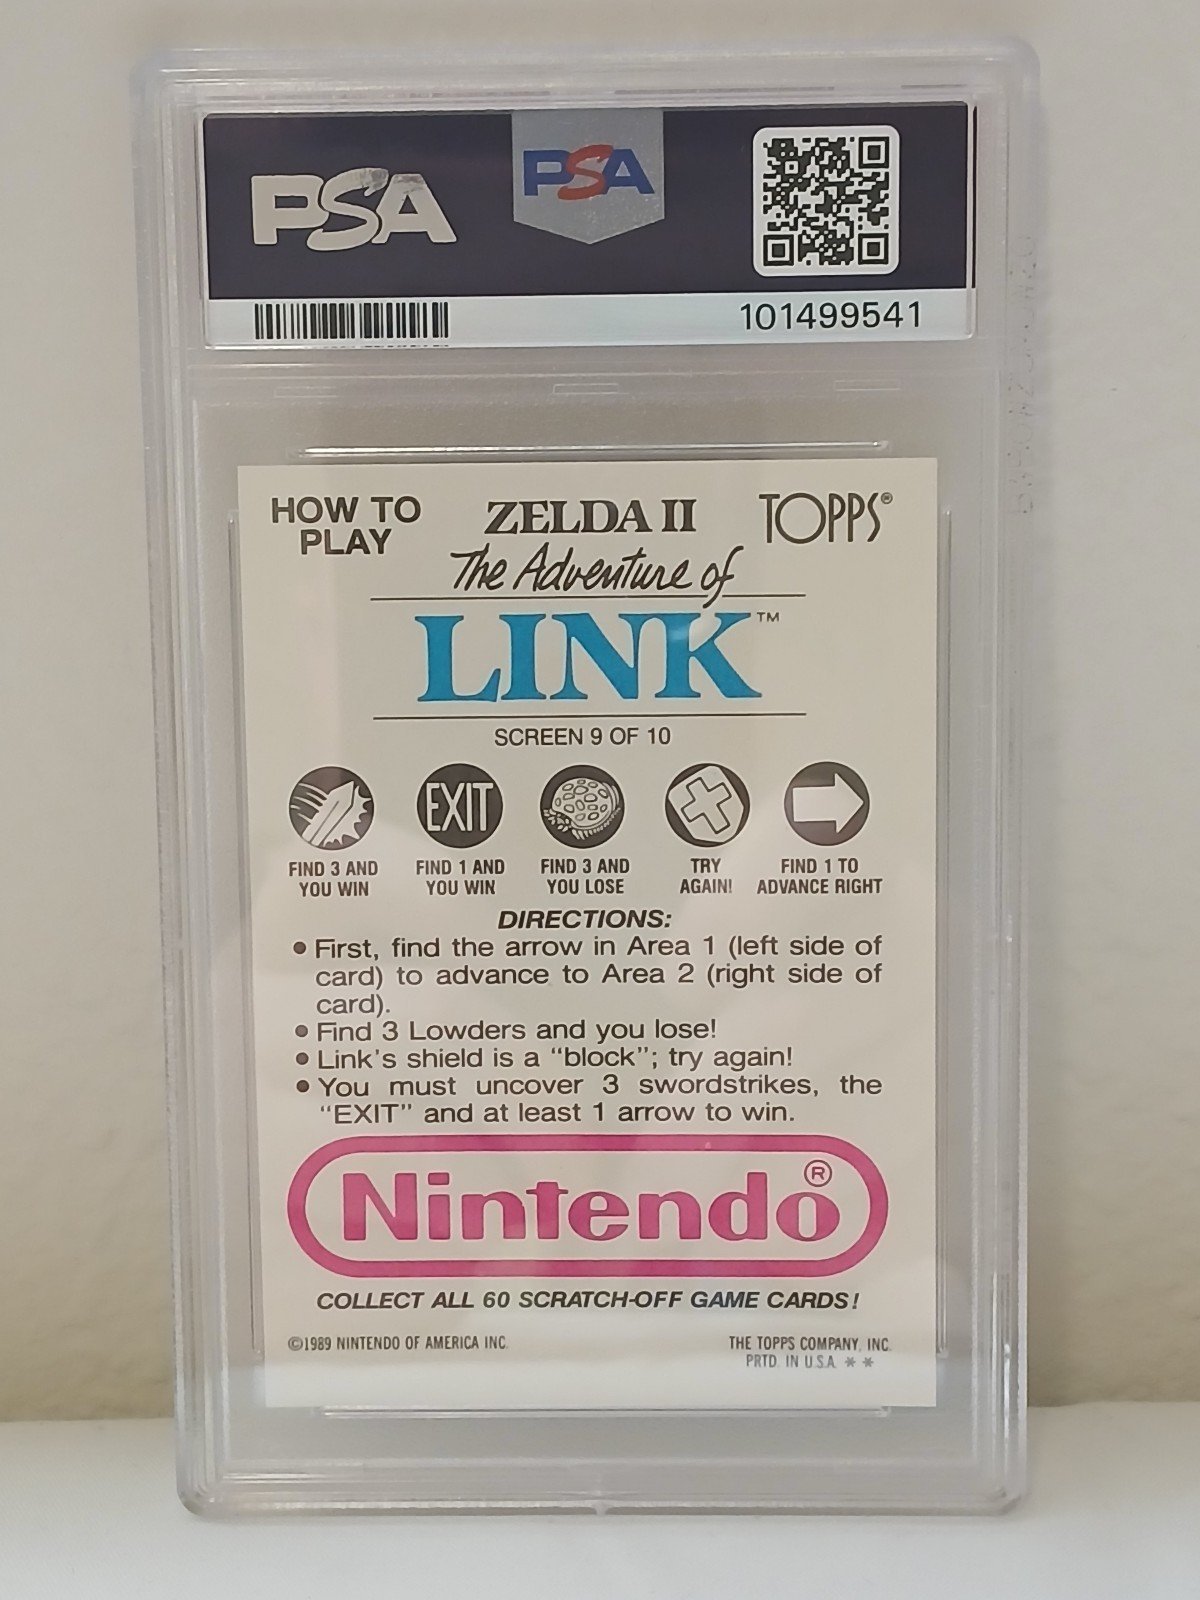 PSA
PSA
101499541
HOW TO
PLAY
ZELDA II
TOPPS®
The Adventure of
LINK™
SCREEN 9 OF 10
EXIT
FIND 3 AND
YOU WIN
FIND 1 AND
YOU WIN
FIND 3 AND
YOU LOSE
TRY
AGAIN!
FIND 1 TO
ADVANCE RIGHT
DIRECTIONS:
• First, find the arrow in Area 1 (left side of
card) to advance to Area 2 (right side of
card).
• Find 3 Lowders and you lose!
• Link's shield is a "block"; try again!
• You must uncover 3 swordstrikes, the
"EXIT" and at least 1 arrow to win.
Nintendo®
COLLECT ALL 60 SCRATCH-OFF GAME CARDS!
©1989 NINTENDO OF AMERICA INC.
THE TOPPS COMPANY, INC.
PRTD. IN U.S.A. * *